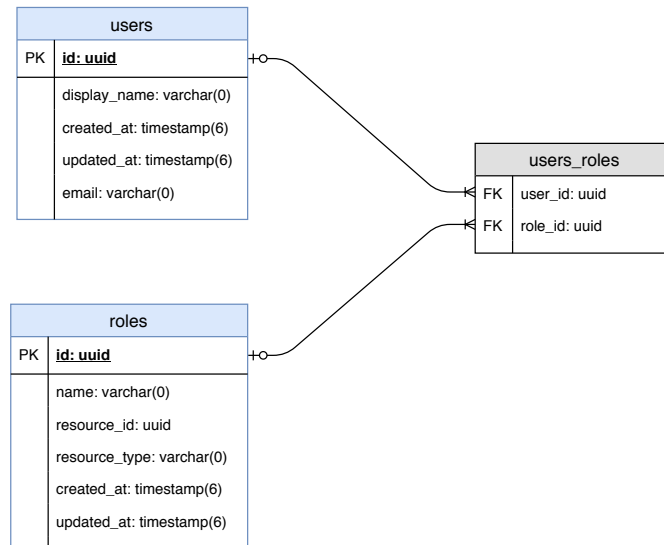 users
PK id: uuid
display_name: varchar(0)
created_at: timestamp(6)
updated_at: timestamp(6)
email: varchar(0)
users_roles
FK user_id: uuid
FK role_id: uuid
roles
PK id: uuid
name: varchar(0)
resource_id: uuid
resource_type: varchar(0)
created_at: timestamp(6)
updated_at: timestamp(6)